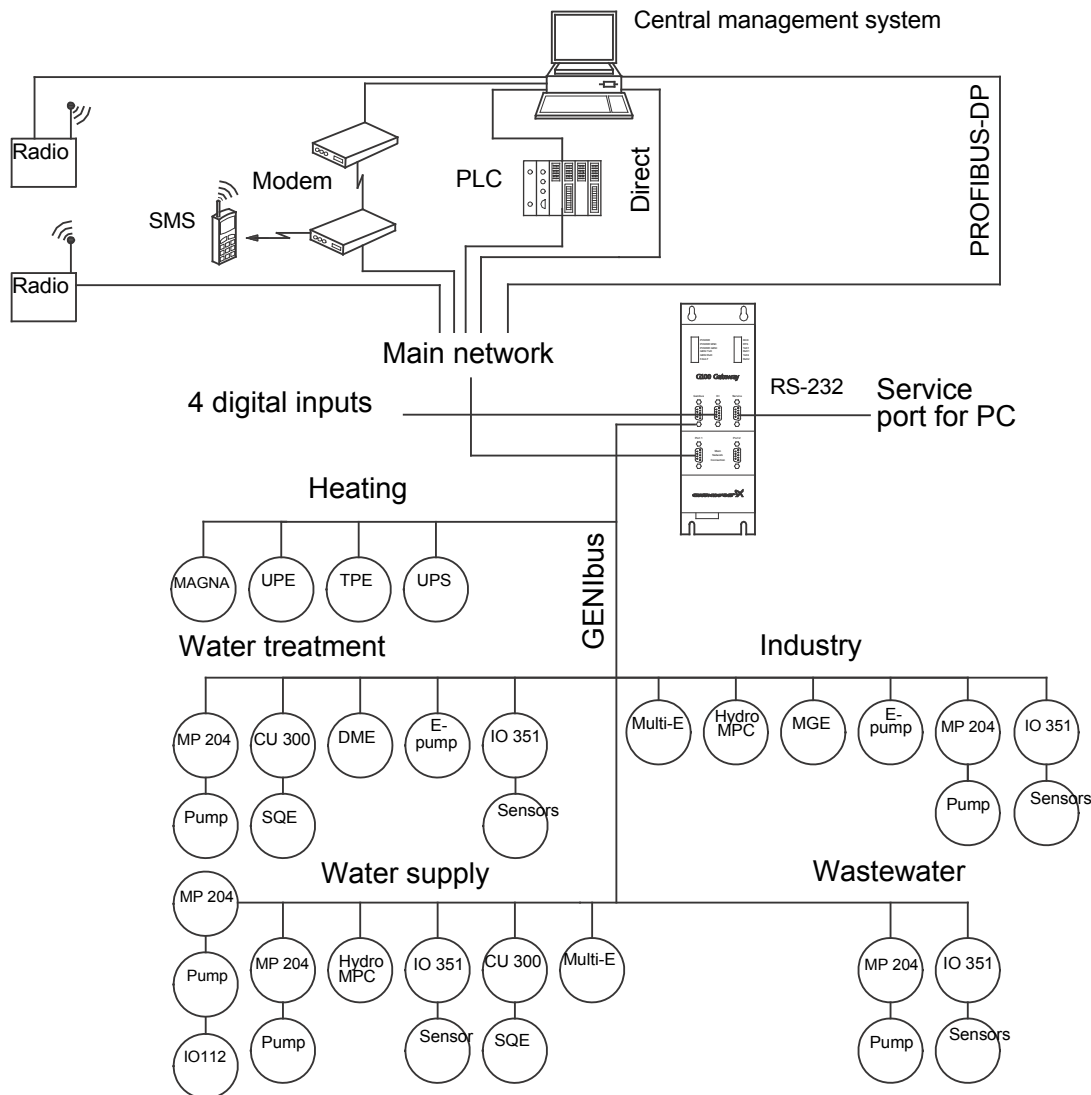 Central management system
PROFIBUS-DP
Radio
Modem
PLC
Direct
SMS
Radio
Main network
G100 Gateway
RS-232
4 digital inputs
Service
port for PC
Heating
GENIbus
MAGNA
UPE
TPE
UPS
Water treatment
Industry
MP 204
CU 300
DME
E-
pump
IO 351
Multi-E
Hydro
MPC
MGE
E-
pump
MP 204
IO 351
Pump
SQE
Sensors
Pump
Sensors
Water supply
Wastewater
MP 204
MP 204
Hydro
MPC
IO 351
CU 300
Multi-E
MP 204
IO 351
Pump
Pump
Sensor
SQE
Pump
Sensors
IO112